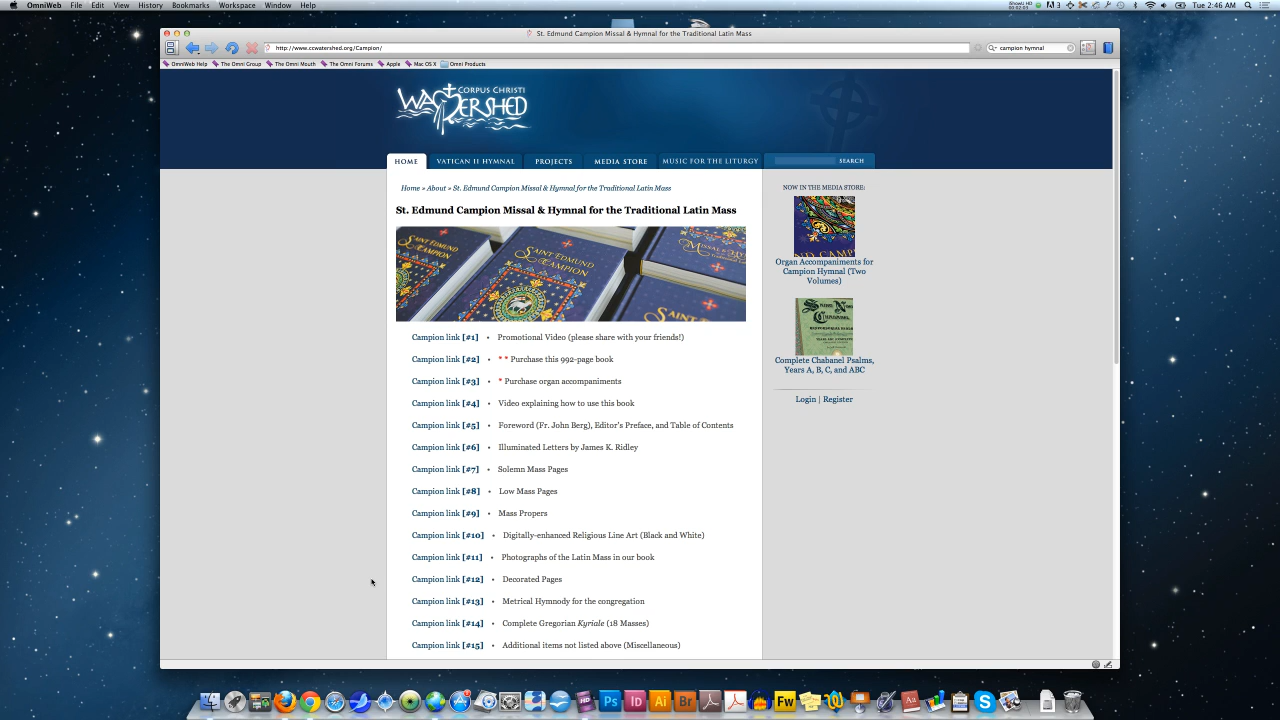 OmniWeb File Edit View History Bookmarks Workspace Window Help
Tue 2:46 AM
St. Edmund Campion Missal & Hymnal for the Traditional Latin Mass
http://www.ccwatershed.org/Campion/
campion hymnal
OmniWeb Help The Omni Group The Omni Mouth The Omni Forums Apple Mac OS X Omni Products
CORPUS CHRISTI
WATERSHED
HOME VATICAN II HYMNAL PROJECTS MEDIA STORE MUSIC FOR THE LITURGY SEARCH
Home » About » St. Edmund Campion Missal & Hymnal for the Traditional Latin Mass
St. Edmund Campion Missal & Hymnal for the Traditional Latin Mass
SAINT EDMUND
CAMPION
Campion link [#1] • Promotional Video (please share with your friends!)
Campion link [#2] • * * Purchase this 992-page book
Campion link [#3] • * Purchase organ accompaniments
Campion link [#4] • Video explaining how to use this book
Campion link [#5] • Foreword (Fr. John Berg), Editor's Preface, and Table of Contents
Campion link [#6] • Illuminated Letters by James K. Ridley
Campion link [#7] • Solemn Mass Pages
Campion link [#8] • Low Mass Pages
Campion link [#9] • Mass Propers
Campion link [#10] • Digitally-enhanced Religious Line Art (Black and White)
Campion link [#11] • Photographs of the Latin Mass in our book
Campion link [#12] • Decorated Pages
Campion link [#13] • Metrical Hymnody for the congregation
Campion link [#14] • Complete Gregorian Kyriale (18 Masses)
Campion link [#15] • Additional items not listed above (Miscellaneous)
NOW IN THE MEDIA STORE:
Organ Accompaniments for
Campion Hymnal (Two
Volumes)
Complete Chabanel Psalms,
Years A, B, C, and ABC
Login | Register
HD Ps Id Ai Br Fw Aa